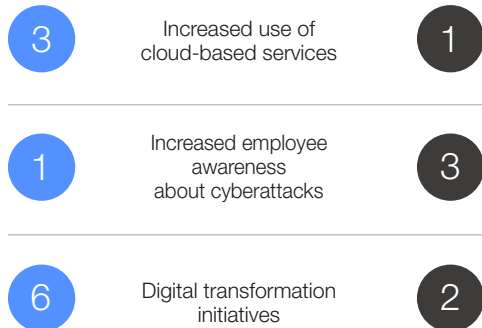 3
Increased use of
cloud-based services
1
1
Increased employee
awareness
about cyberattacks
3
6
Digital transformation
initiatives
2